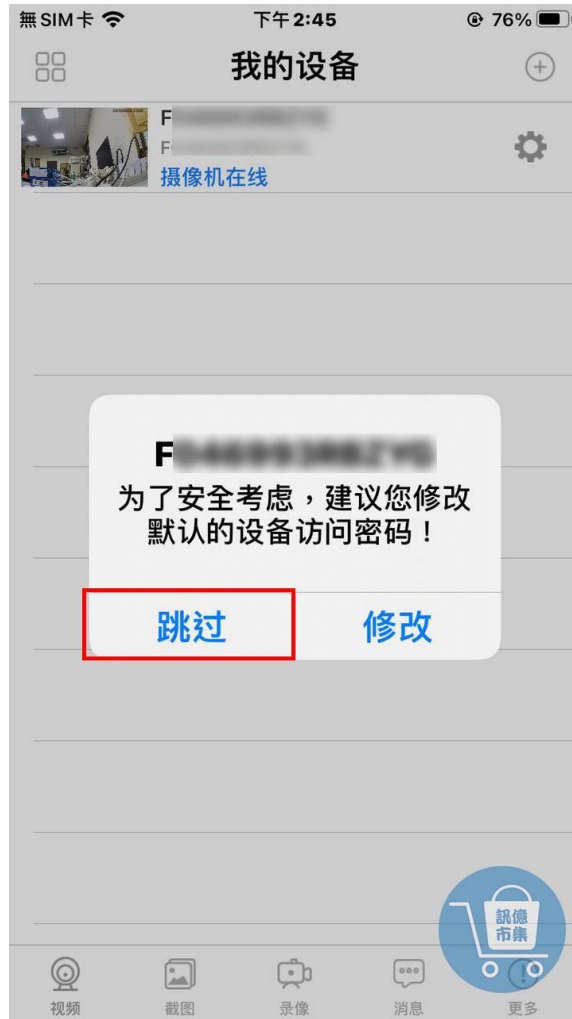 無SIM卡
下午2:45
76%
我的设备
F
F
摄像机在线
F
为了安全考虑，建议您修改
默认的设备访问密码！
跳过
修改
訊億
市集
视频
截图
录像
消息
更多